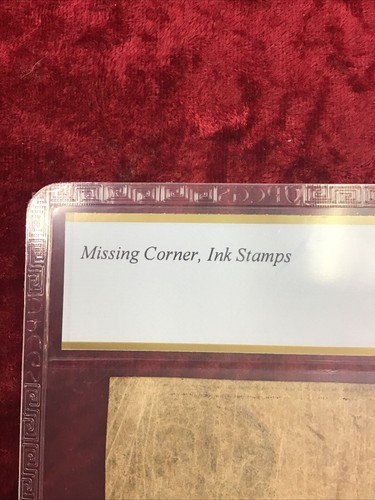 Missing Corner, Ink Stamps